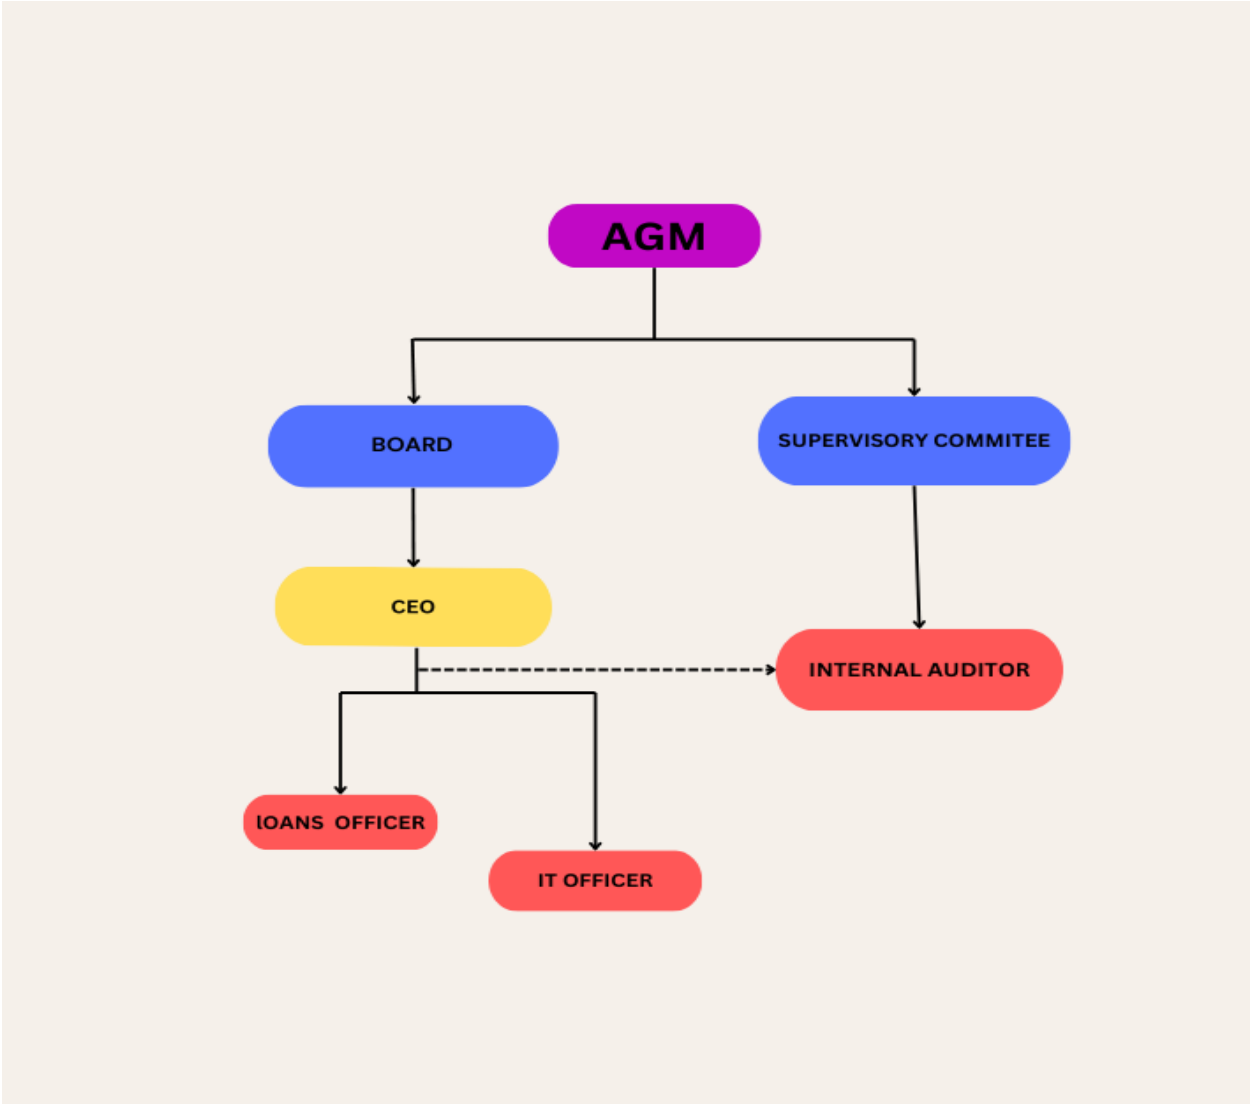 AGM
BOARD
SUPERVISORY COMMITEE
CEO
INTERNAL AUDITOR
lOANS OFFICER
IT OFFICER